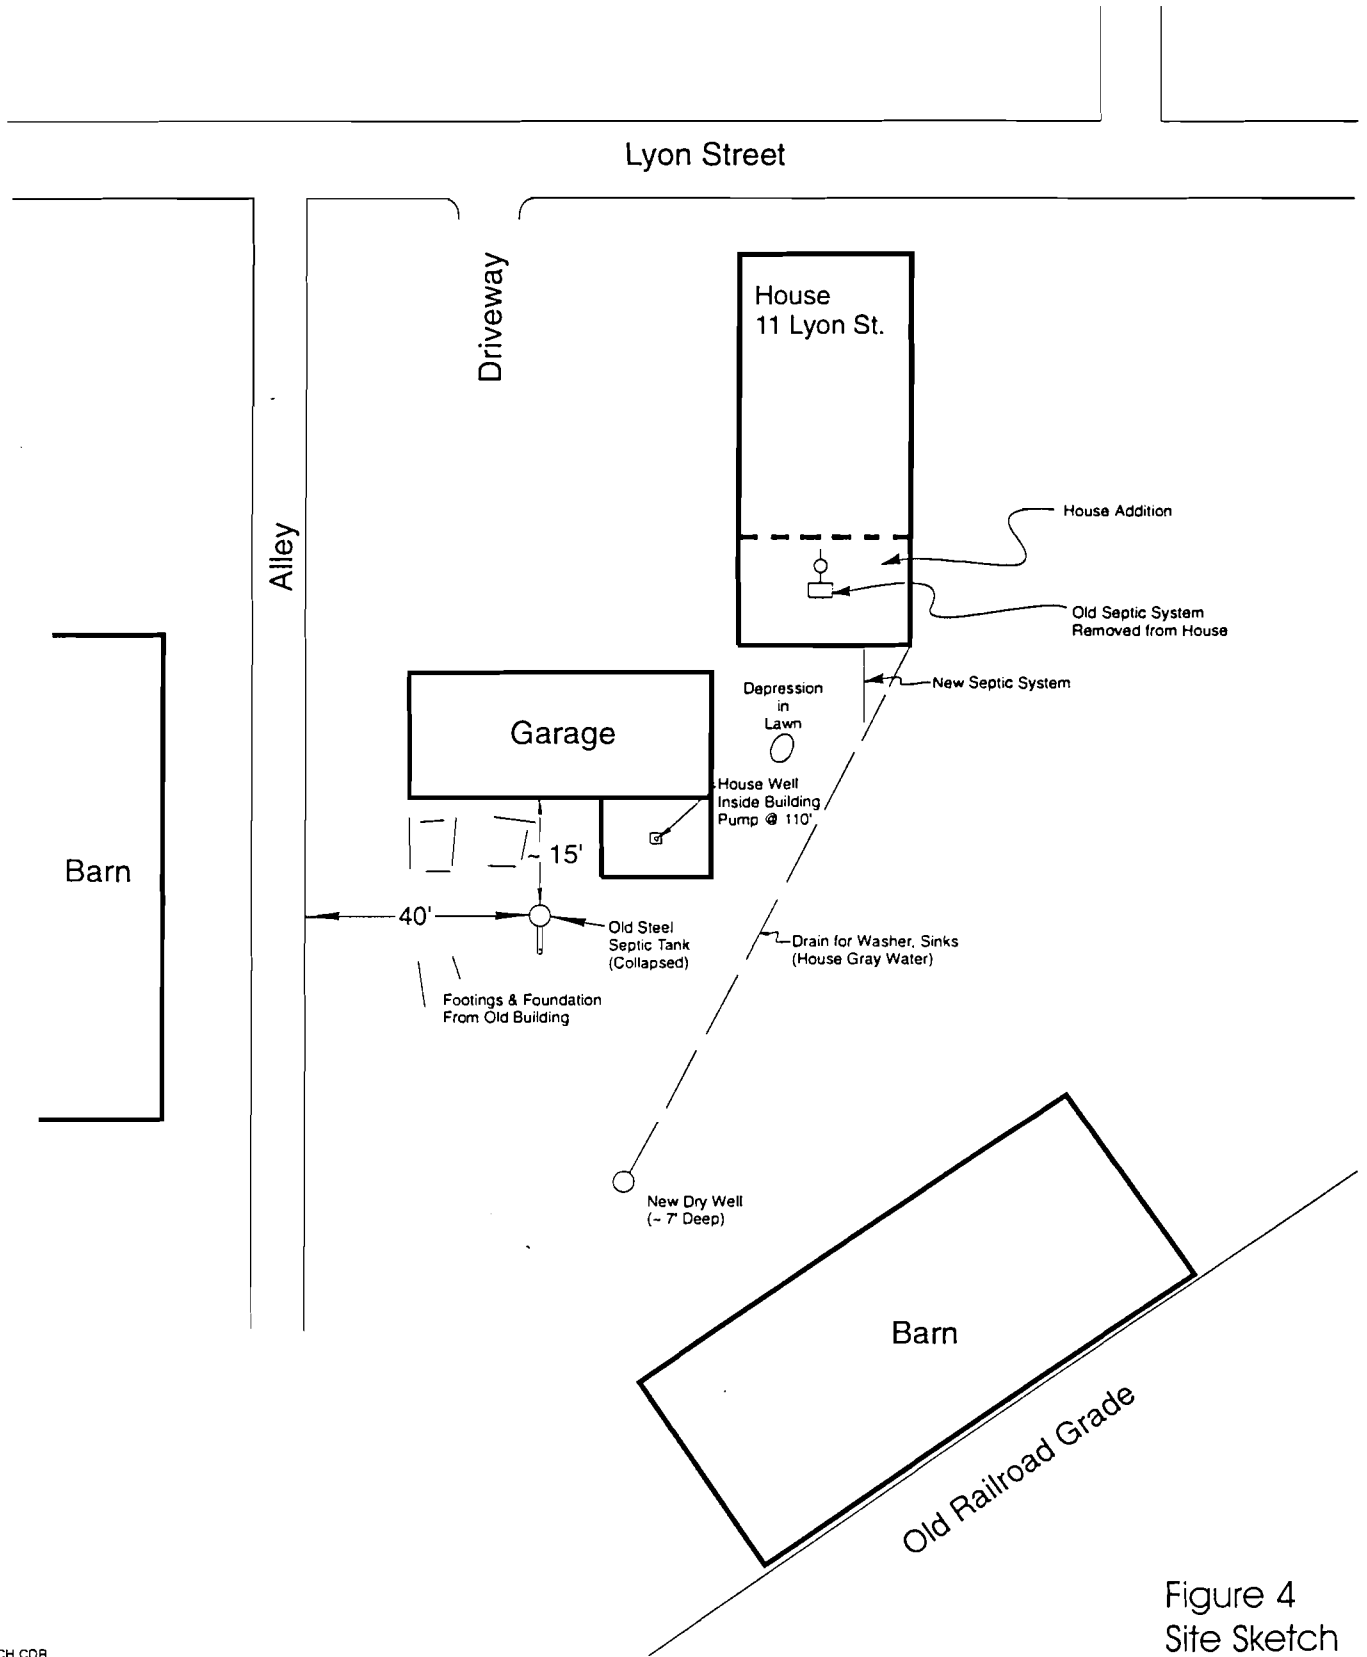 Lyon Street
Driveway
House
11 Lyon St.
House Addition
Alley
Old Septic System
Removed from House
New Septic System
Depression
in
Lawn
Garage
House Well
Inside Building
Pump @ 110'
~ 15'
Barn
40'
Old Steel
Septic Tank
(Collapsed)
Drain for Washer, Sinks
(House Gray Water)
Footings & Foundation
From Old Building
New Dry Well
(~ 7' Deep)
Barn
Old Railroad Grade
Figure 4
Site Sketch